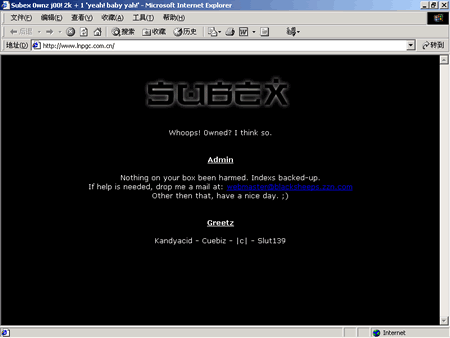 Subex 0wnz j00! 2k + 1 'yeah! baby yah!' - Microsoft Internet Explorer
文件(F) 编辑(E) 查看(V) 收藏(A) 工具(T) 帮助(H)
后退 搜索 收藏 历史
地址(D) http://www.lnpgc.com.cn/ 转到
SUBEX
Whoops! 0wned? I think so.
Admin
Nothing on your box been harmed. Indexs backed-up.
If help is needed, drop me a mail at:
Other then that, have a nice day. ;)
Greetz
Kandyacid - Cuebiz - |c| - Slut139
Internet